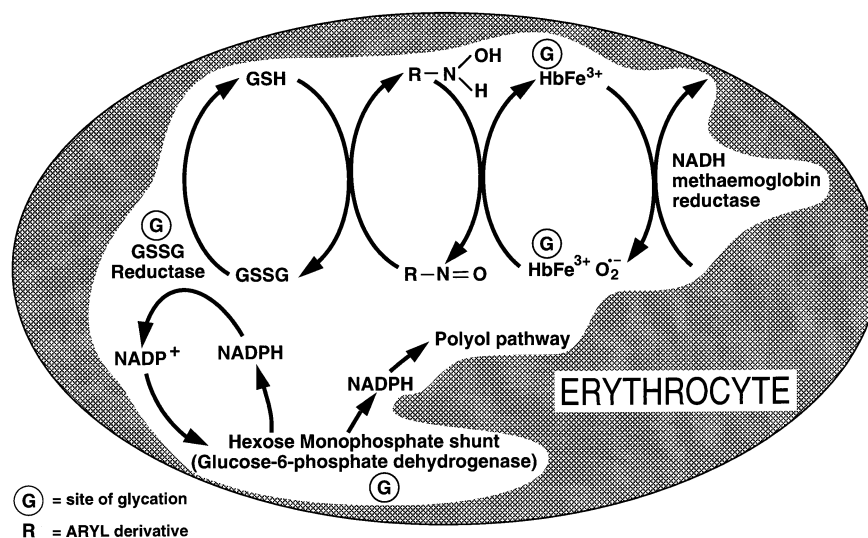 G
GSH
R–N
OH
H
HbFe³⁺
NADH
methaemoglobin
reductase
G
GSSG
Reductase
GSSG
R–N=O
G
HbFe³⁺ O₂˙⁻
NADP⁺
NADPH
Polyol pathway
NADPH
ERYTHROCYTE
Hexose Monophosphate shunt
(Glucose-6-phosphate dehydrogenase)
G
G = site of glycation
R = ARYL derivative